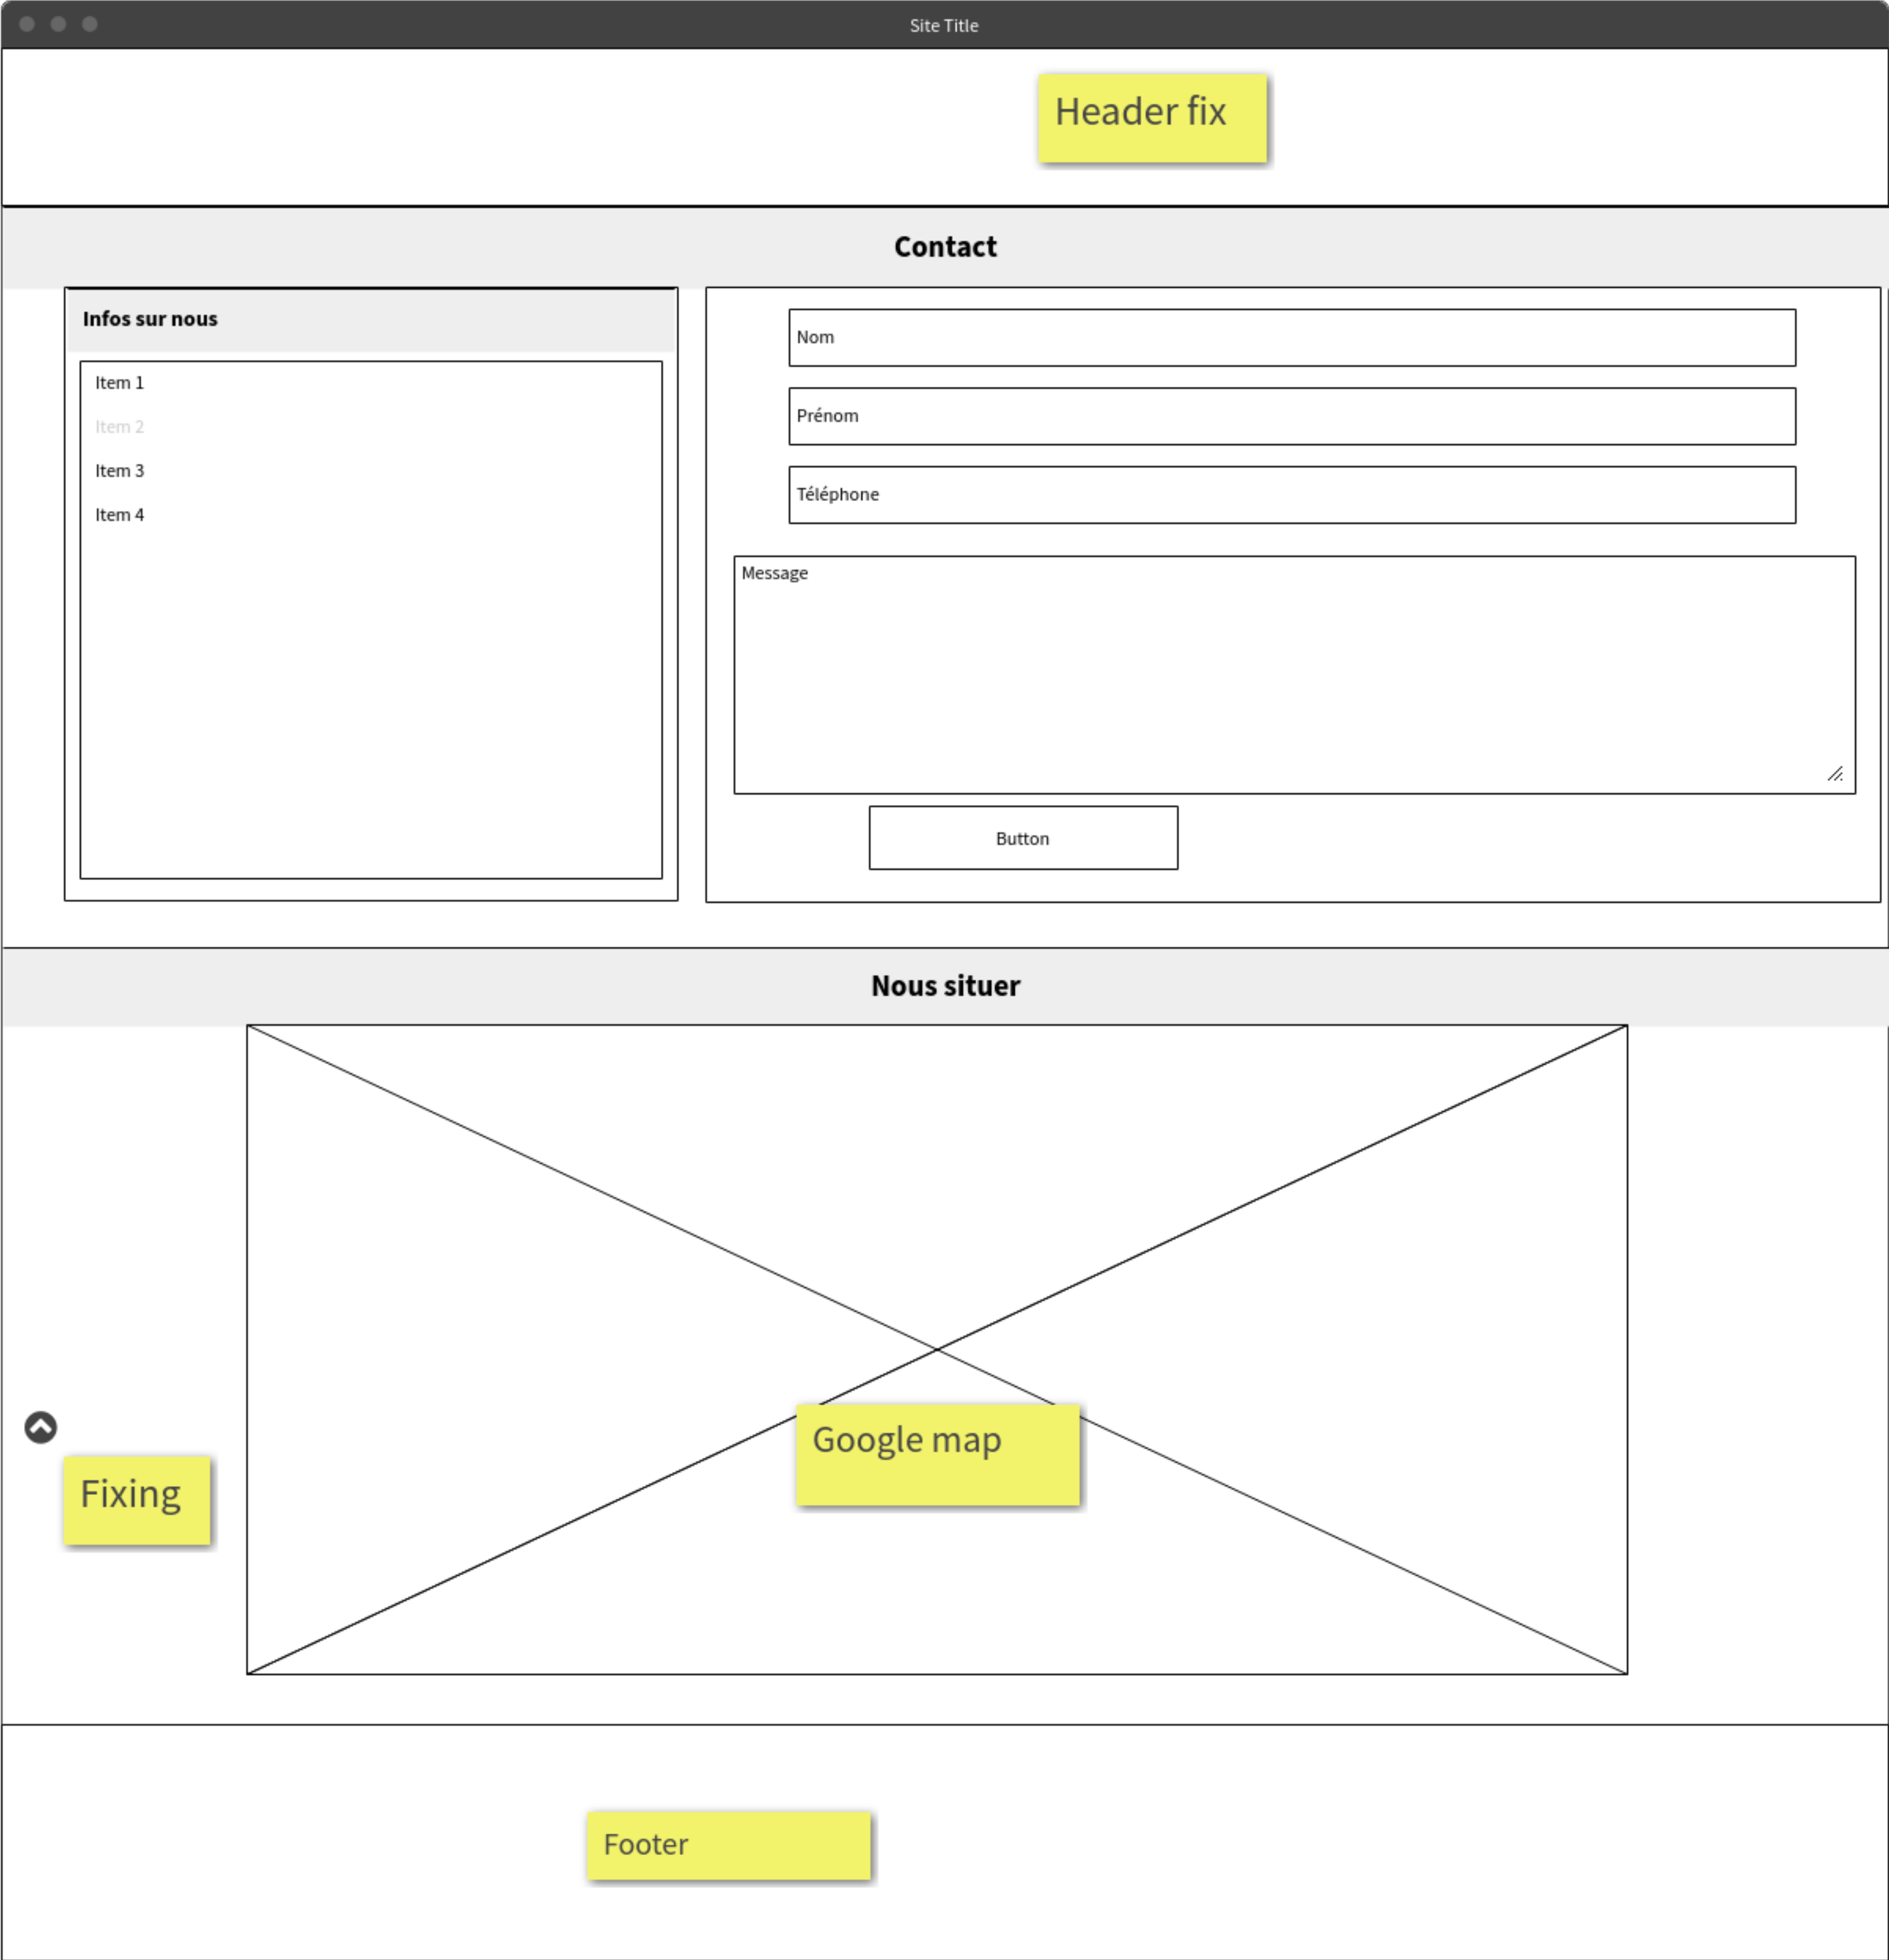 Site Title
Header fix
Contact
Infos sur nous
Item 1
Item 2
Item 3
Item 4
Nom
Prénom
Téléphone
Message
Button
Nous situer
Google map
Fixing
Footer